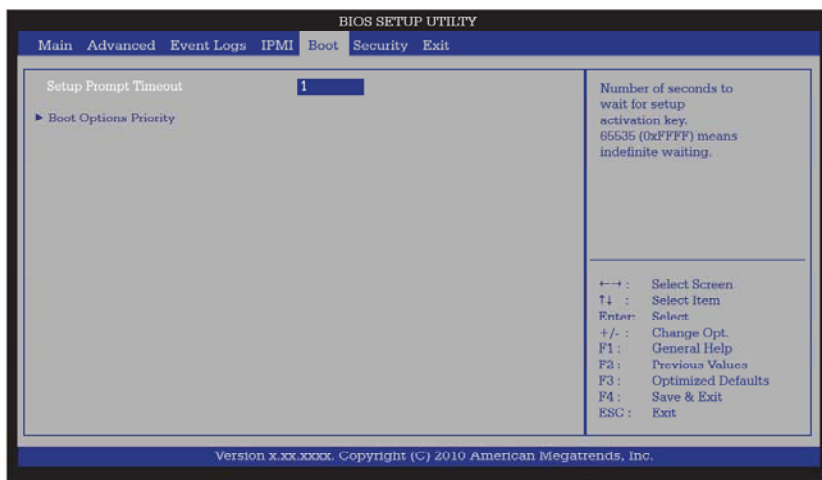 BIOS SETUP UTILTY
Main Advanced Event Logs IPMI Boot Security Exit
Setup Prompt Timeout 1
▶ Boot Options Priority
Number of seconds to
wait for setup
activation key.
65535 (0xFFFF) means
indefinite waiting.
←→ : Select Screen
↑↓ : Select Item
Enter: Select
+/- : Change Opt.
F1 : General Help
F2 : Previous Values
F3 : Optimized Defaults
F4 : Save & Exit
ESC : Exit
Version x.xx.xxxx. Copyright (C) 2010 American Megatrends, Inc.